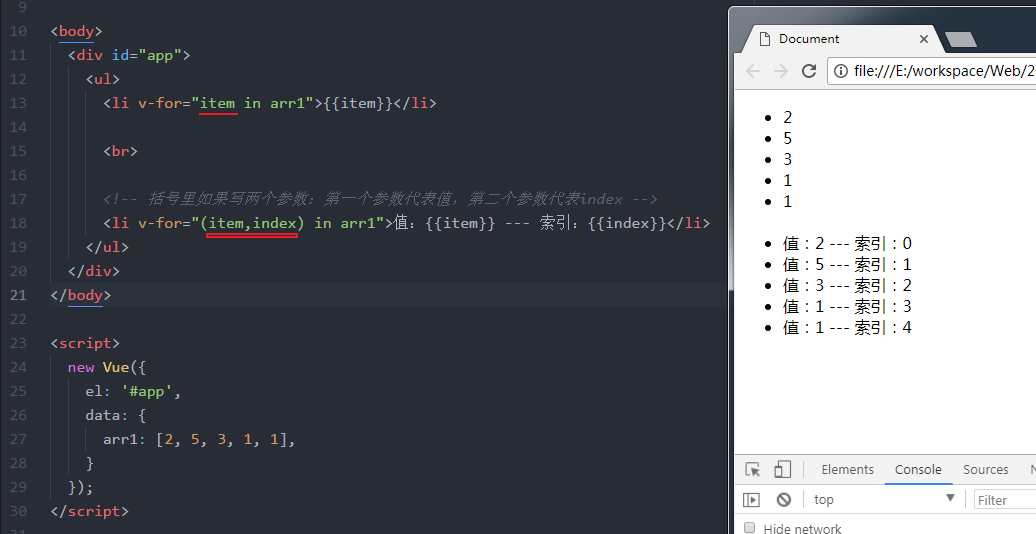 9
10 <body>
11 <div id="app">
12 <ul>
13 <li v-for="item in arr1">{{item}}</li>
14
15 <br>
16
17 <!-- 括号里如果写两个参数：第一个参数代表值，第二个参数代表index -->
18 <li v-for="(item,index) in arr1">值：{{item}} --- 索引：{{index}}</li>
19 </ul>
20 </div>
21 </body>
22
23 <script>
24 new Vue({
25 el: '#app',
26 data: {
27 arr1: [2, 5, 3, 1, 1],
28 }
29 });
30 </script>
Document
file:///E:/workspace/Web/2
2
5
3
1
1
值：2 --- 索引：0
值：5 --- 索引：1
值：3 --- 索引：2
值：1 --- 索引：3
值：1 --- 索引：4
Elements Console Sources
top Filter
Hide network